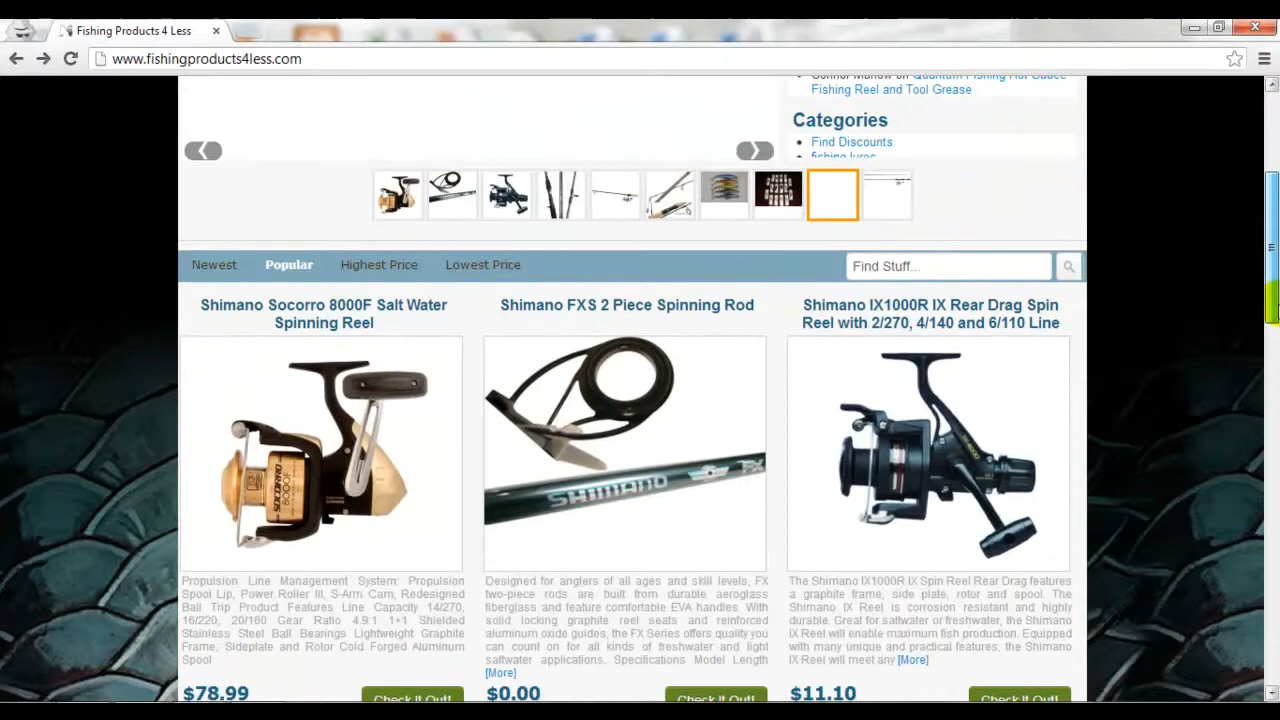 Fishing Products 4 Less
www.fishingproducts4less.com
Connor Marlow on Quantum Fishing Hot Sauce
Fishing Reel and Tool Grease
Categories
Find Discounts
fishing lures
Newest Popular Highest Price Lowest Price Find Stuff...
Shimano Socorro 8000F Salt Water
Spinning Reel
Shimano FXS 2 Piece Spinning Rod
Shimano IX1000R IX Rear Drag Spin
Reel with 2/270, 4/140 and 6/110 Line
SOCORRO
8000F
SHIMANO
Propulsion Line Management System: Propulsion
Spool Lip, Power Roller III, S-Arm Cam, Redesigned
Bail Trip Product Features Line Capacity 14/270,
16/220, 20/160 Gear Ratio 4.9:1 1+1 Shielded
Stainless Steel Ball Bearings Lightweight Graphite
Frame, Sideplate and Rotor Cold Forged Aluminum
Spool
Designed for anglers of all ages and skill levels, FX
two-piece rods are built from durable aeroglass
fiberglass and feature comfortable EVA handles. With
solid locking graphite reel seats and reinforced
aluminum oxide guides, the FX Series offers quality you
can count on for all kinds of freshwater and light
saltwater applications. Specifications Model Length
[More]
The Shimano IX1000R IX Spin Reel Rear Drag features
a graphite frame, side plate, rotor and spool. The
Shimano IX Reel is corrosion resistant and highly
durable. Great for saltwater or freshwater, the Shimano
IX Reel will enable maximum fish production. Equipped
with many unique and practical features, the Shimano
IX Reel will meet any [More]
$78.99 Check It Out!
$0.00 Check It Out!
$11.10 Check It Out!